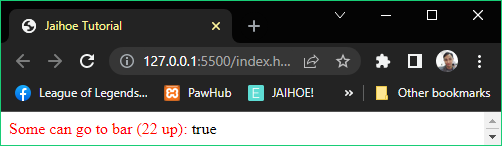 Jaihoe Tutorial
127.0.0.1:5500/index.h...
League of Legends... PawHub JAIHOE! Other bookmarks
Some can go to bar (22 up): true